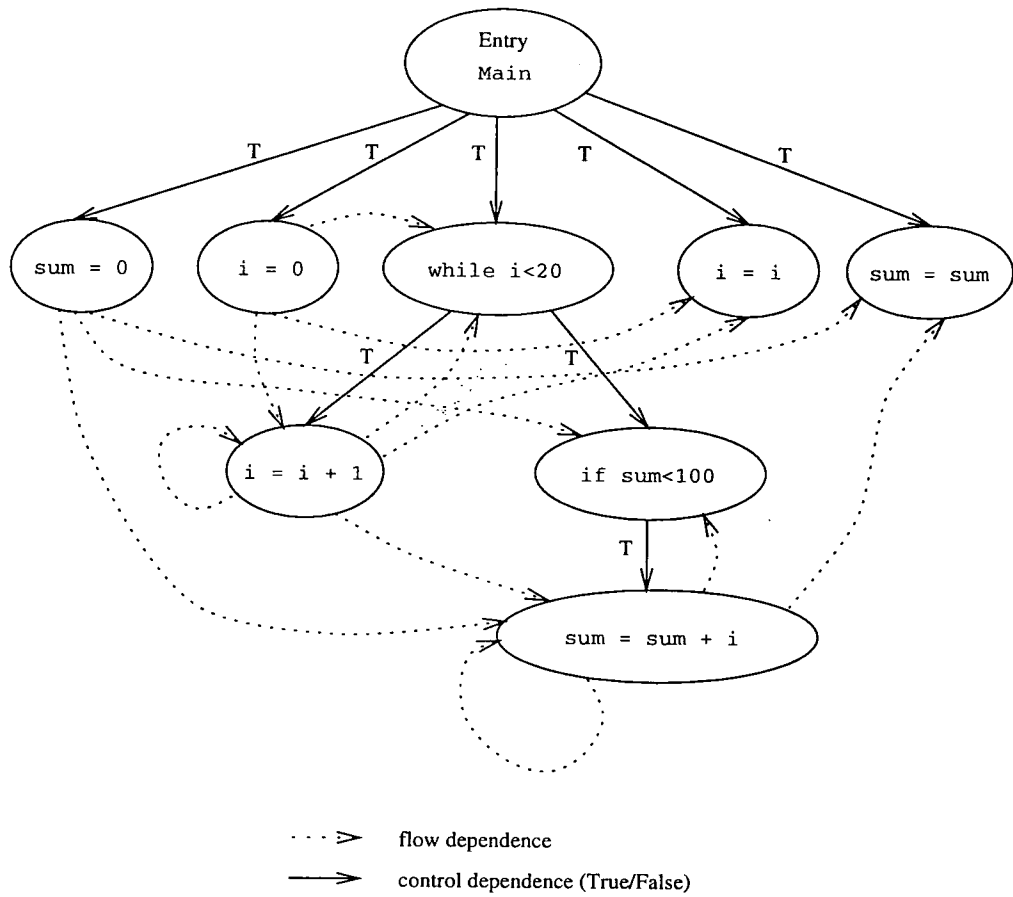 Entry
Main
T
T
T
T
T
sum = 0
i = 0
while i<20
i = i
sum = sum
T
T
i = i + 1
if sum<100
T
sum = sum + i
flow dependence
control dependence (True/False)